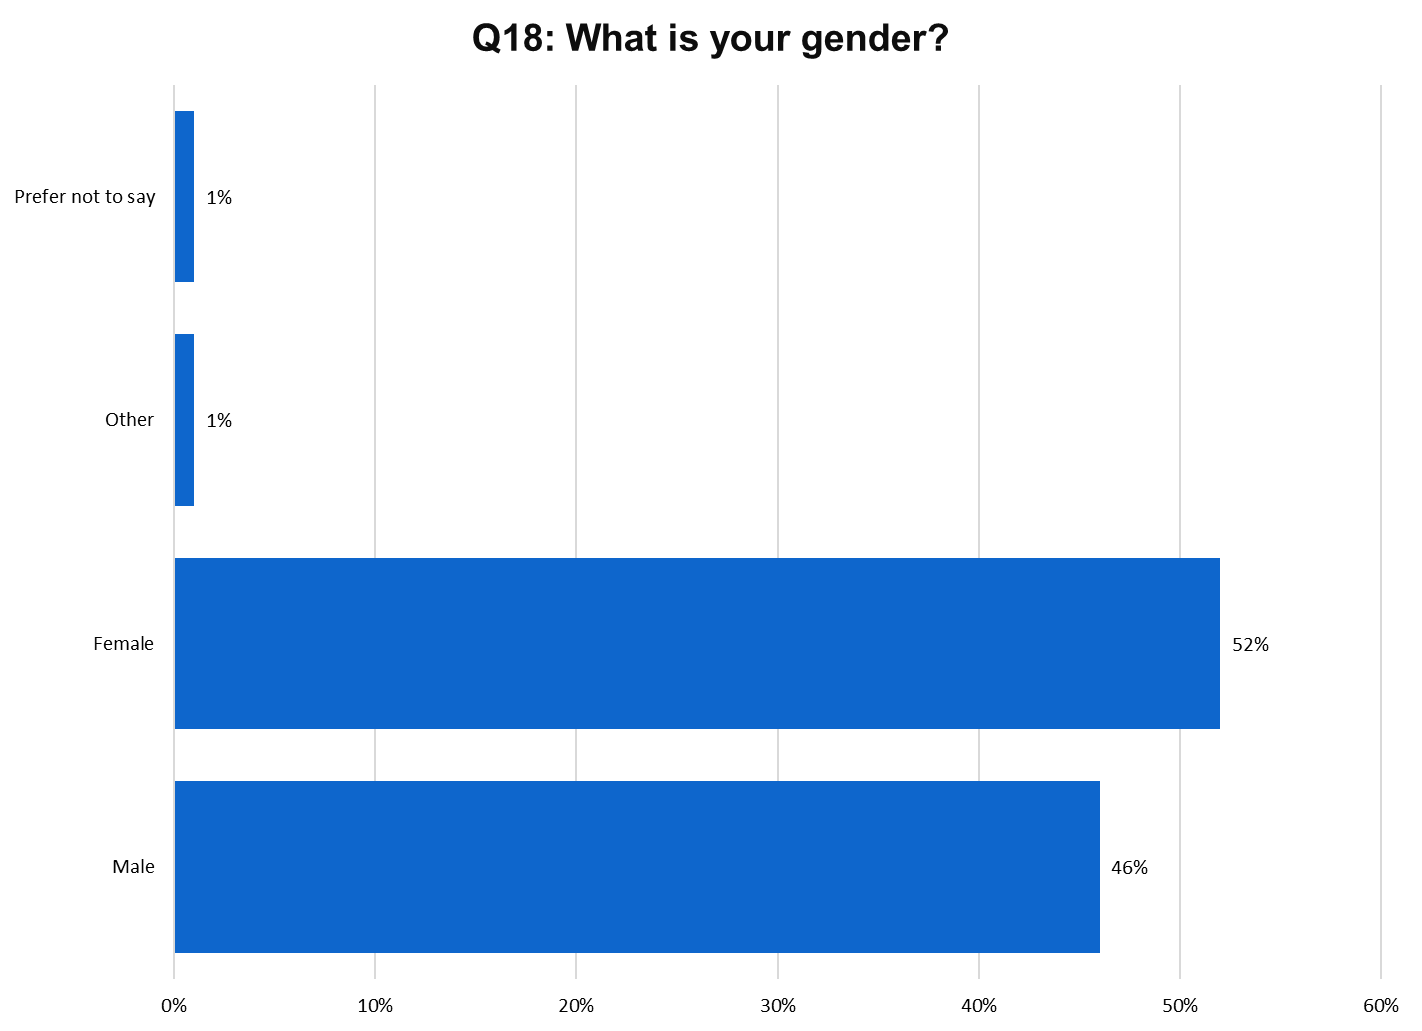 Q18: What is your gender?
Prefer not to say
1%
Other
1%
Female
52%
Male
46%
0% 10% 20% 30% 40% 50% 60%